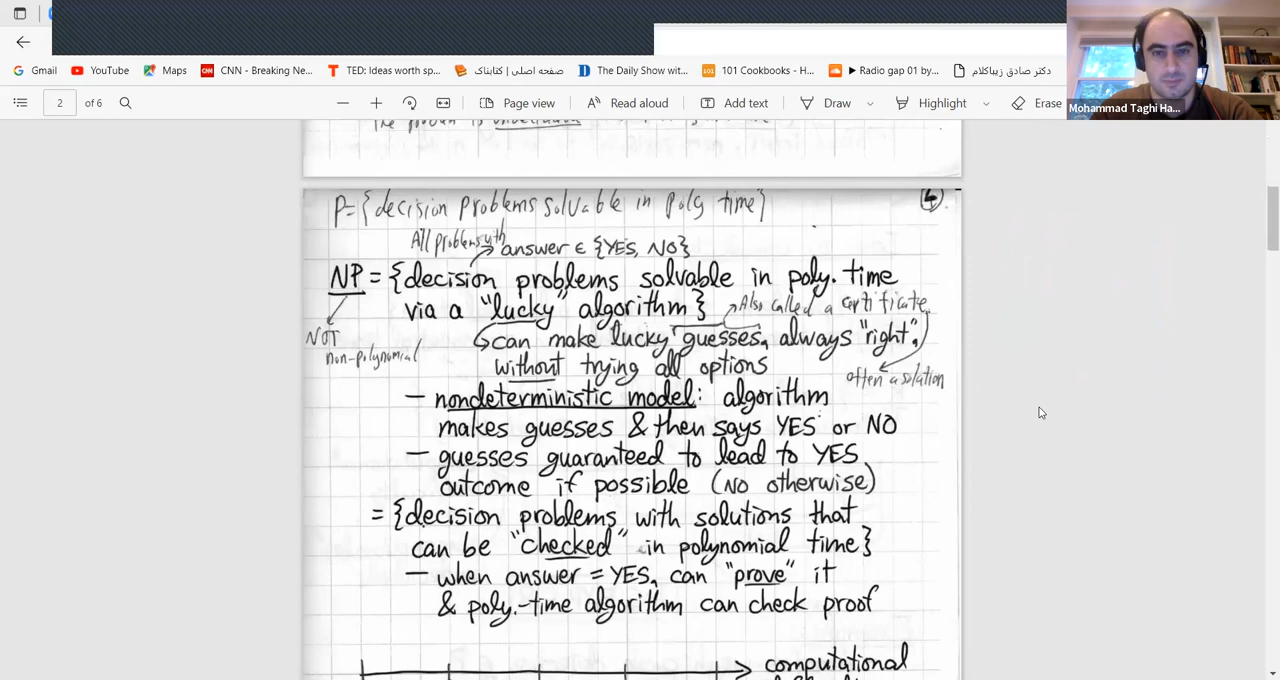 Gmail YouTube Maps CNN - Breaking Ne... TED: Ideas worth sp... صفحه اصلی | کتابناک The Daily Show wit... 101 Cookbooks - H... Radio gap 01 by... دکتر صادق زیباکلام
2 of 6 Page view Read aloud Add text Draw Highlight Erase
Mohammad Taghi Ha...
P={decision problems solvable in poly time}
4
All problems with
answer ∈ {YES, NO}
NP = {decision problems solvable in poly. time
via a "lucky" algorithm}
Also called a certificate
can make lucky guesses, always "right",
NOT
non-polynomial
without trying all options
often a solution
– nondeterministic model: algorithm
makes guesses & then says YES or NO
– guesses guaranteed to lead to YES
outcome if possible (NO otherwise)
= {decision problems with solutions that
can be "checked" in polynomial time}
– when answer = YES, can "prove" it
& poly.-time algorithm can check proof
computational